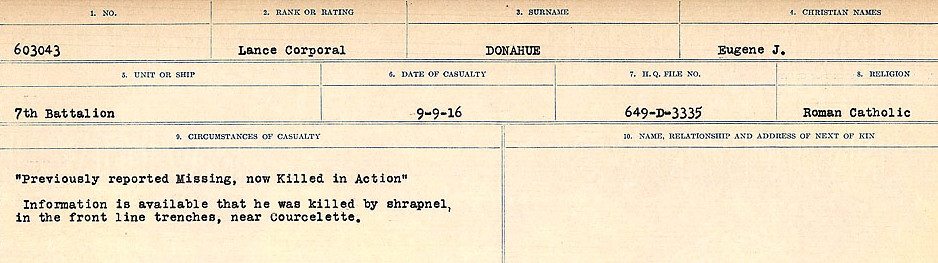 1. NO. 2. RANK OR RATING 3. SURNAME 4. CHRISTIAN NAMES
603043 Lance Corporal DONAHUE Eugene J.
5. UNIT OR SHIP 6. DATE OF CASUALTY 7. H.Q. FILE NO. 8. RELIGION
7th Battalion 9-9-16 649-D-3335 Roman Catholic
9. CIRCUMSTANCES OF CASUALTY 10. NAME, RELATIONSHIP AND ADDRESS OF NEXT OF KIN
"Previously reported Missing, now Killed in Action"
Information is available that he was killed by shrapnel,
in the front line trenches, near Courcelette.